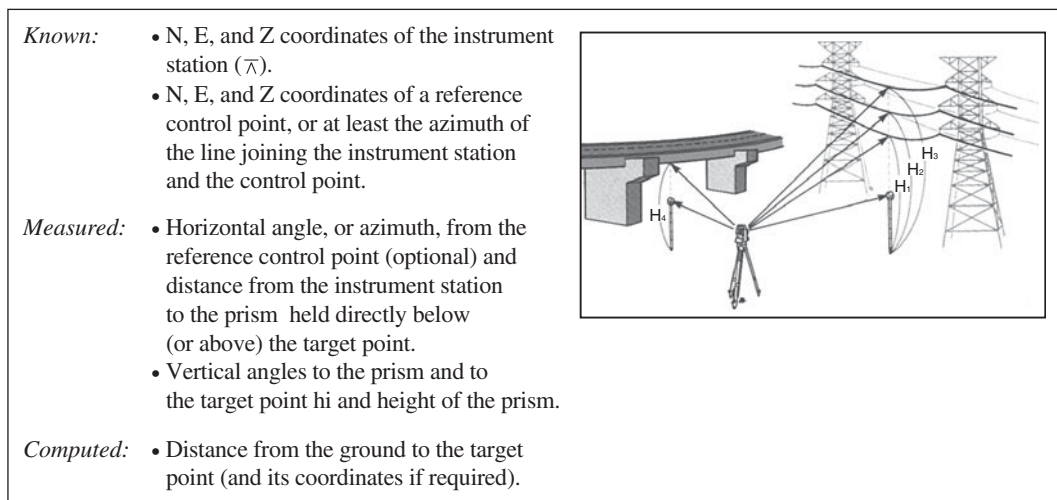 Known: • N, E, and Z coordinates of the instrument
station (⊼).
• N, E, and Z coordinates of a reference
control point, or at least the azimuth of
the line joining the instrument station
and the control point.
Measured: • Horizontal angle, or azimuth, from the
reference control point (optional) and
distance from the instrument station
to the prism held directly below
(or above) the target point.
• Vertical angles to the prism and to
the target point hi and height of the prism.
Computed: • Distance from the ground to the target
point (and its coordinates if required).
H3
H2
H1
H4